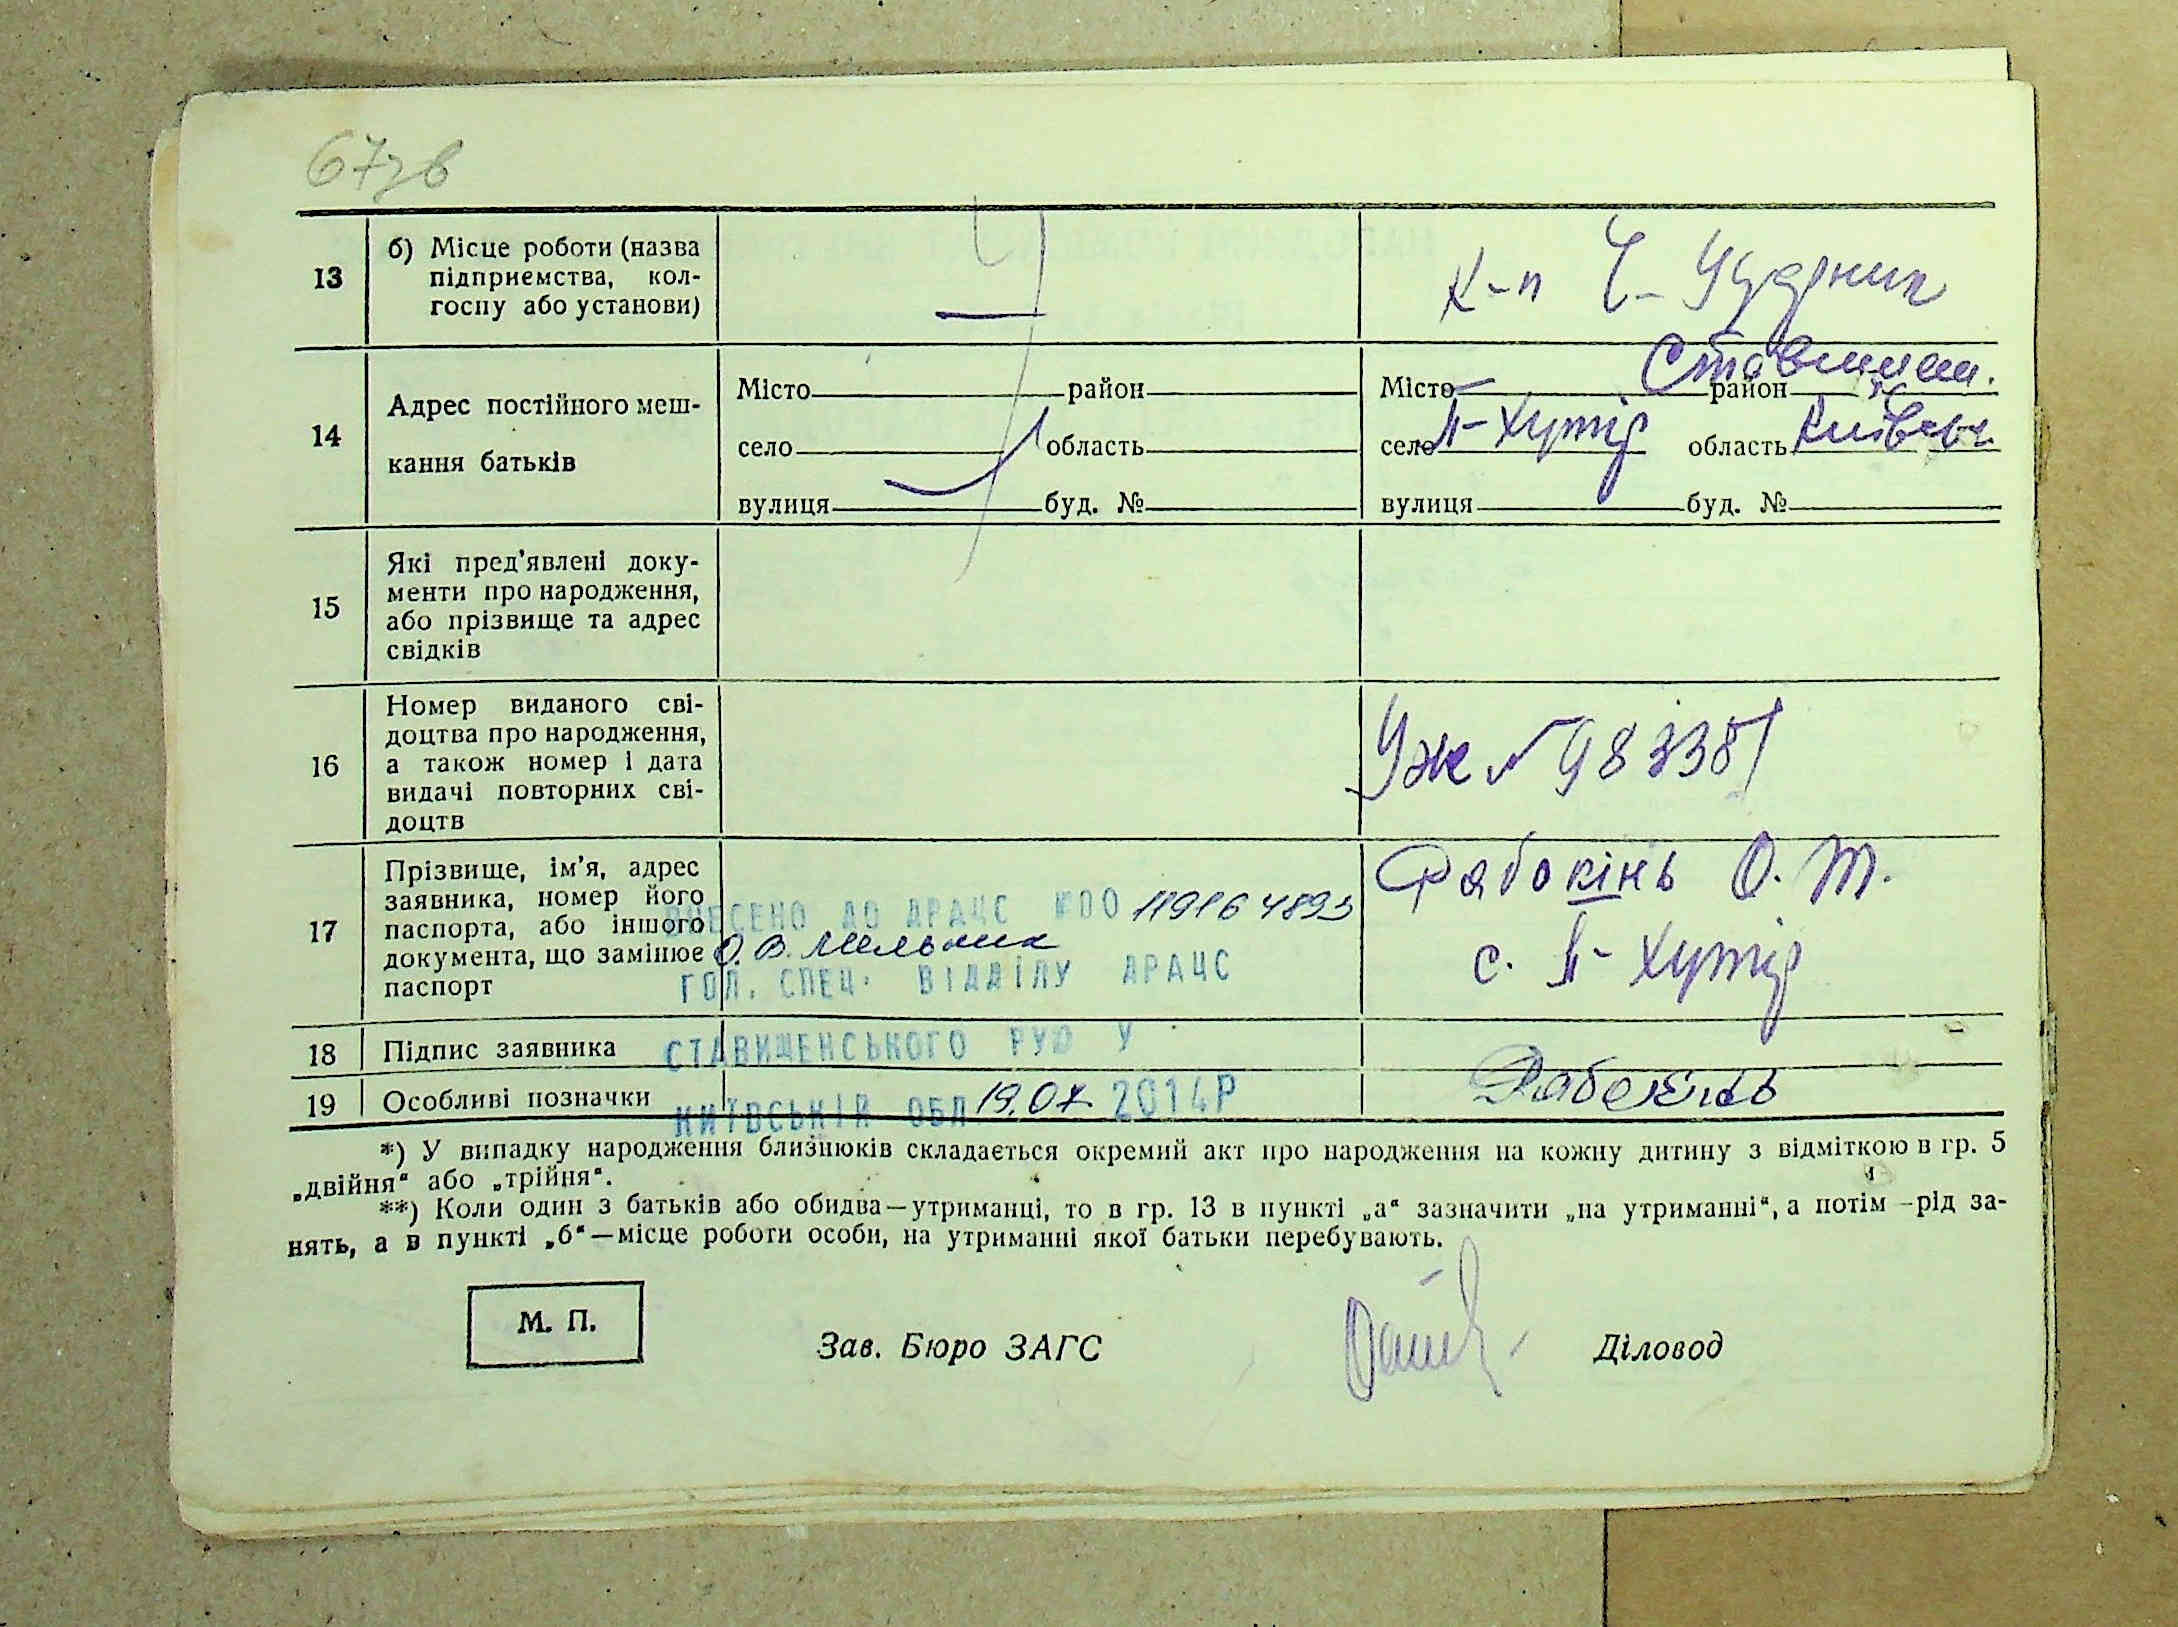 67зв
13
б) Місце роботи (назва
підприємства, кол-
госпу або установи)
—
к-п Ч- Ударник
14
Адрес постійного меш-
кання батьків
Місто район
село область
вулиця буд. №
Місто — район Ставищан.
село П-Хутір область Київськ
вулиця буд. №
15
Які пред'явлені доку-
менти про народження,
або прізвище та адрес
свідків
16
Номер виданого сві-
доцтва про народження,
а також номер і дата
видачі повторних сві-
доцтв
Уж № 983381
17
Прізвище, ім'я, адрес
заявника, номер його
паспорта, або іншого
документа, що замінює
паспорт
Рабокінь О. Т.
с. П- Хутір
ВНЕСЕНО ДО ДРАЦС 119164893
О. В. Мельник
ГОЛ. СПЕЦ. ВІДДІЛУ ДРАЦС
СТАВИЩЕНСЬКОГО РУЮ У
КИЇВСЬКІЙ ОБЛ 19.07. 2014Р
18
Підпис заявника
Рабокінь
19
Особливі позначки
*) У випадку народження близнюків складається окремий акт про народження на кожну дитину з відміткою в гр. 5
„двійня“ або „трійня“.
**) Коли один з батьків або обидва—утриманці, то в гр. 13 в пункті „а“ зазначити „на утриманні“, а потім—рід за-
нять, а в пункті „б“—місце роботи особи, на утриманні якої батьки перебувають.
М. П.
Зав. Бюро ЗАГС
Діловод